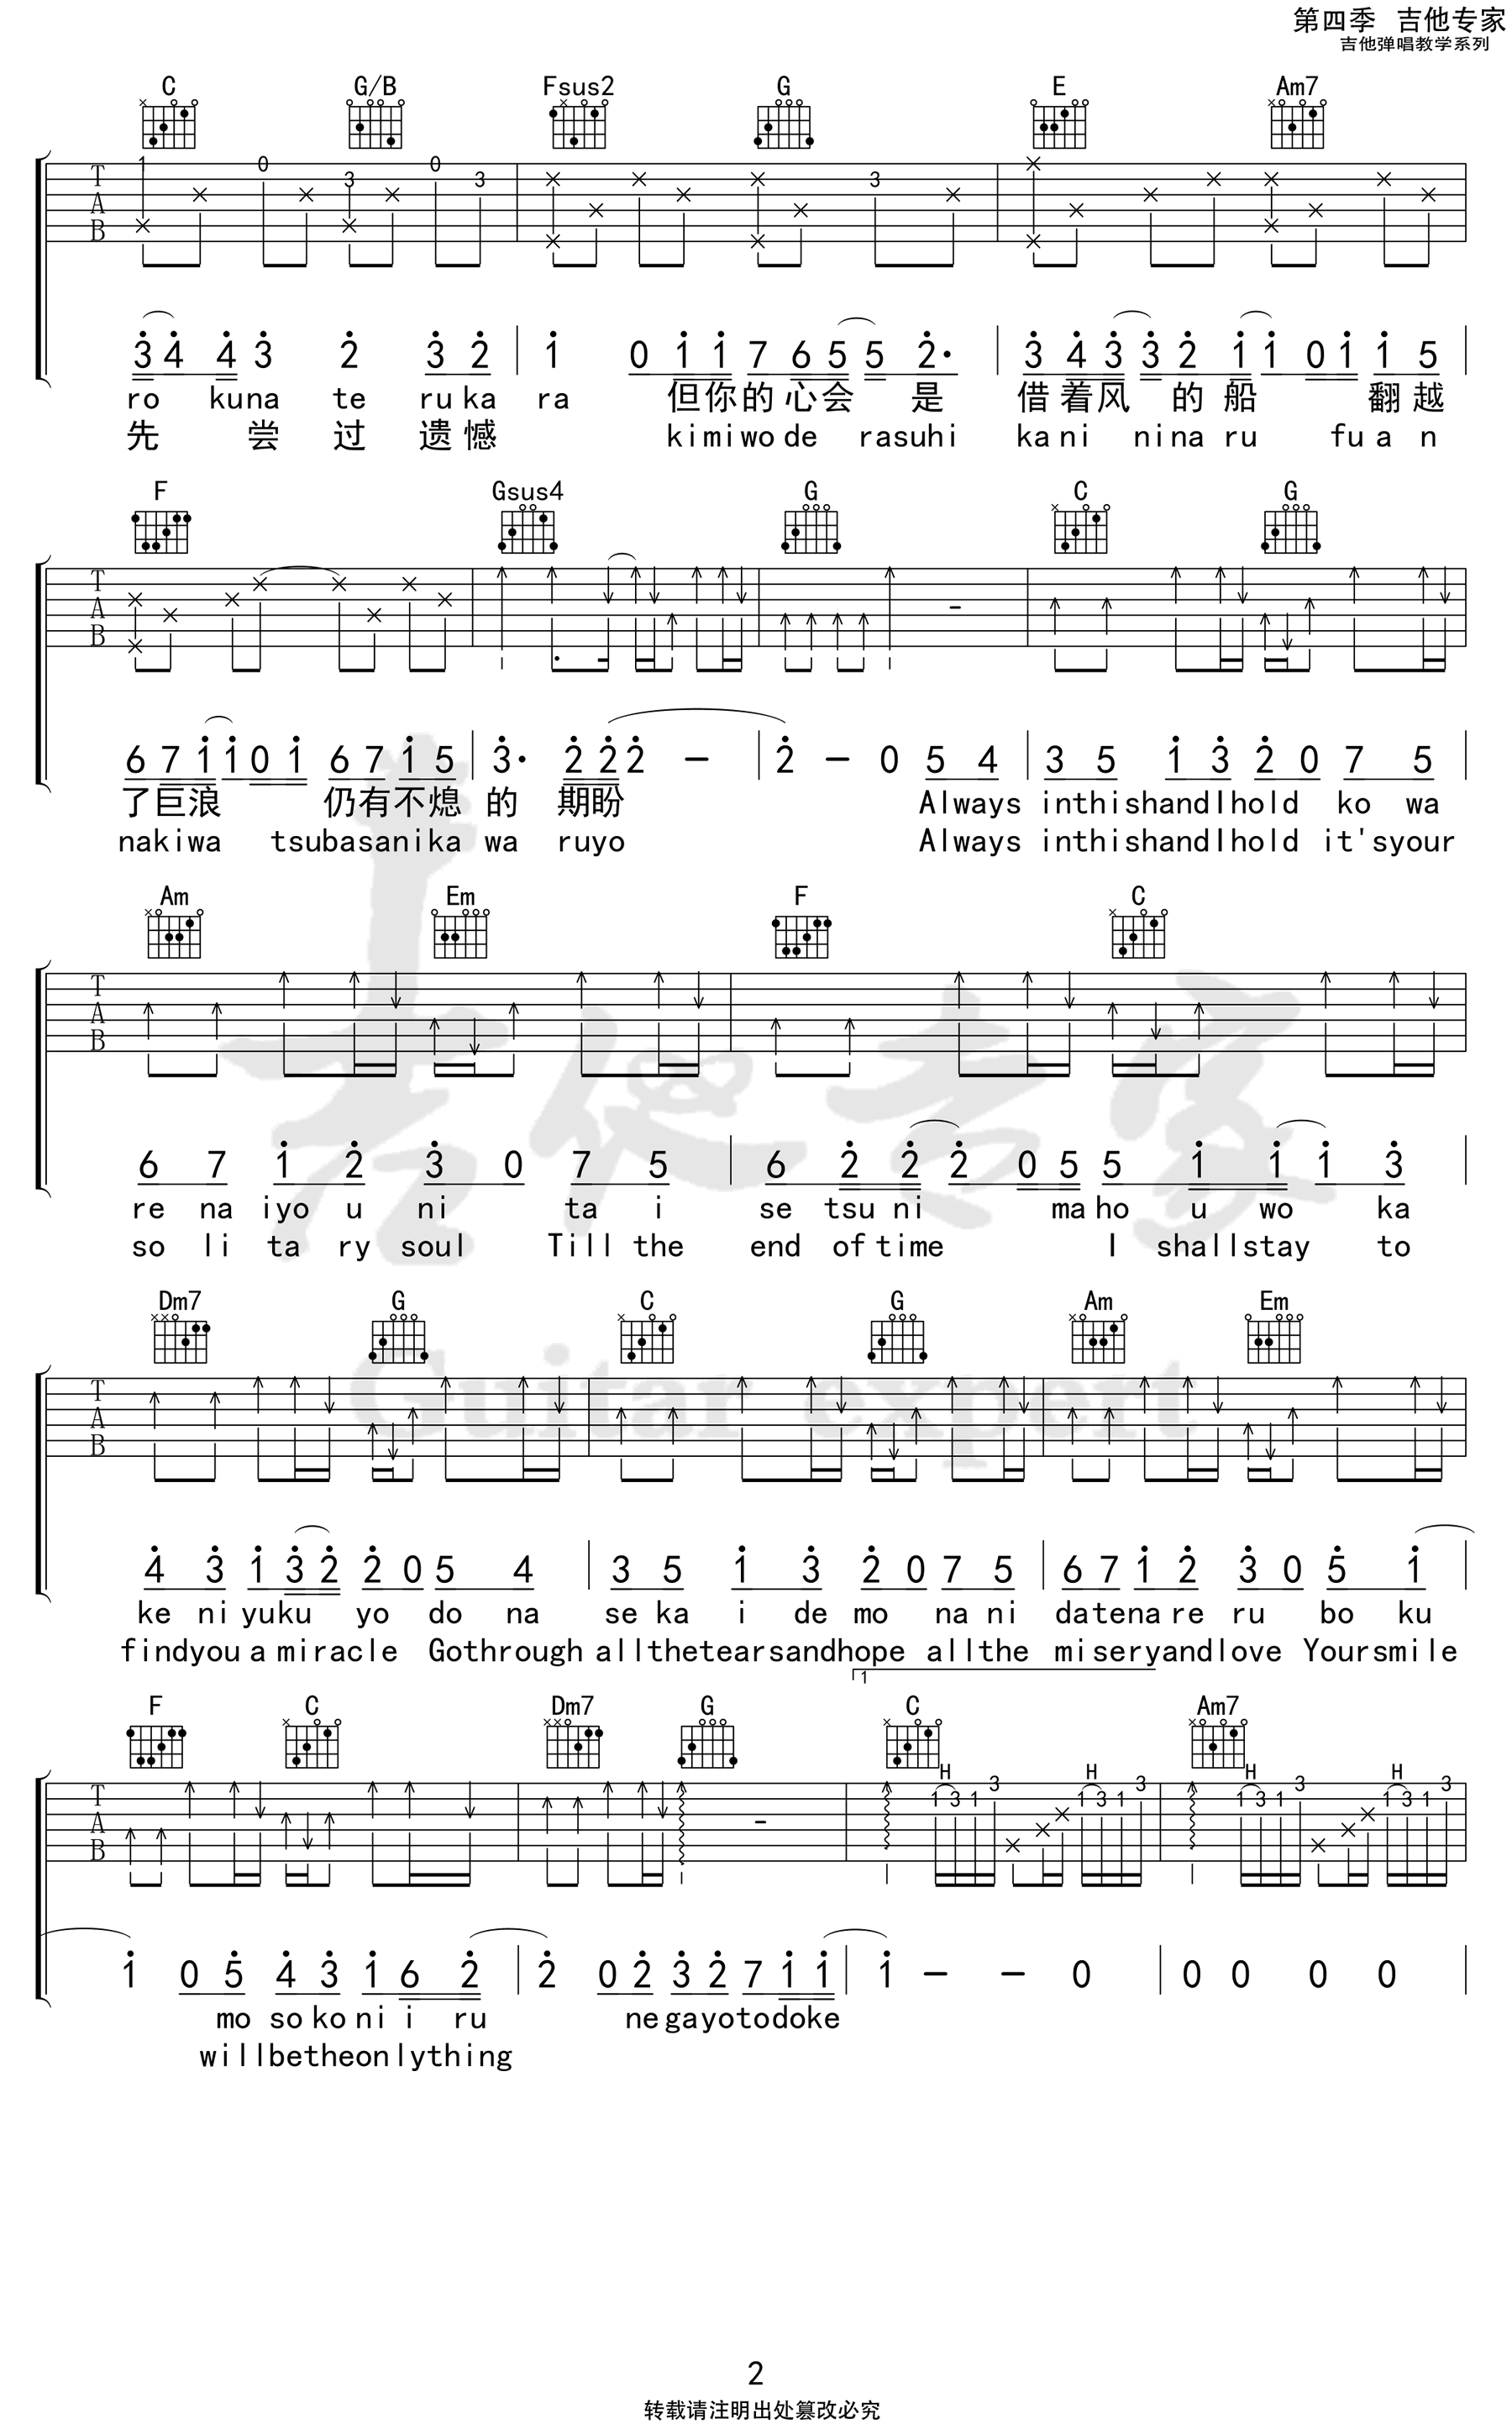 第四季 吉他专家
吉他弹唱教学系列
C G/B Fsus2 G E Am7
1 0 3 0 3 3
T
A
B
3 4 4 3 2 3 2 | 1 0 1 1 7 6 5 5 2· | 3 4 3 3 2 1 1 0 1 1 5 |
ro kuna te ru ka ra 但你的心会 是 借着风 的 船 翻越
先 尝 过 遗憾 kimiwo de rasuhi kani nina ru fu a n
F Gsus4 G C G
T
A
B
6 7 1 1 0 1 6 7 1 5 | 3· 2 2 2 – | 2 – 0 5 4 | 3 5 1 3 2 0 7 5 |
了巨浪 仍有不熄 的 期盼 Always inthishandIhold ko wa
nakiwa tsubasanika wa ruyo Always inthishandIhold it'syour
Am Em F C
T
A
B
6 7 1 2 3 0 7 5 | 6 2 2 2 0 5 5 1 1 1 3 |
re na iyo u ni ta i se tsu ni ma ho u wo ka
so li ta ry soul Till the end of time I shallstay to
Dm7 G C G Am Em
T
A
B
4 3 1 3 2 2 0 5 4 | 3 5 1 3 2 0 7 5 | 6 7 1 2 3 0 5 1 |
ke ni yuku yo do na se ka i de mo na ni datena re ru bo ku
findyou a miracle Gothrough allthetearsandhope allthe miseryandlove Yoursmile
1
F C Dm7 G C Am7
H H H H
1 3 1 3 1 3 1 3 1 3 1 3 1 3 1 3
T
A
B
1 0 5 4 3 1 6 2 | 2 0 2 3 2 7 1 1 | 1 – – 0 | 0 0 0 0 |
mo so ko ni i ru ne gayotodoke
willbetheonlything
吉他专家
Guitar expert
2
转载请注明出处篡改必究